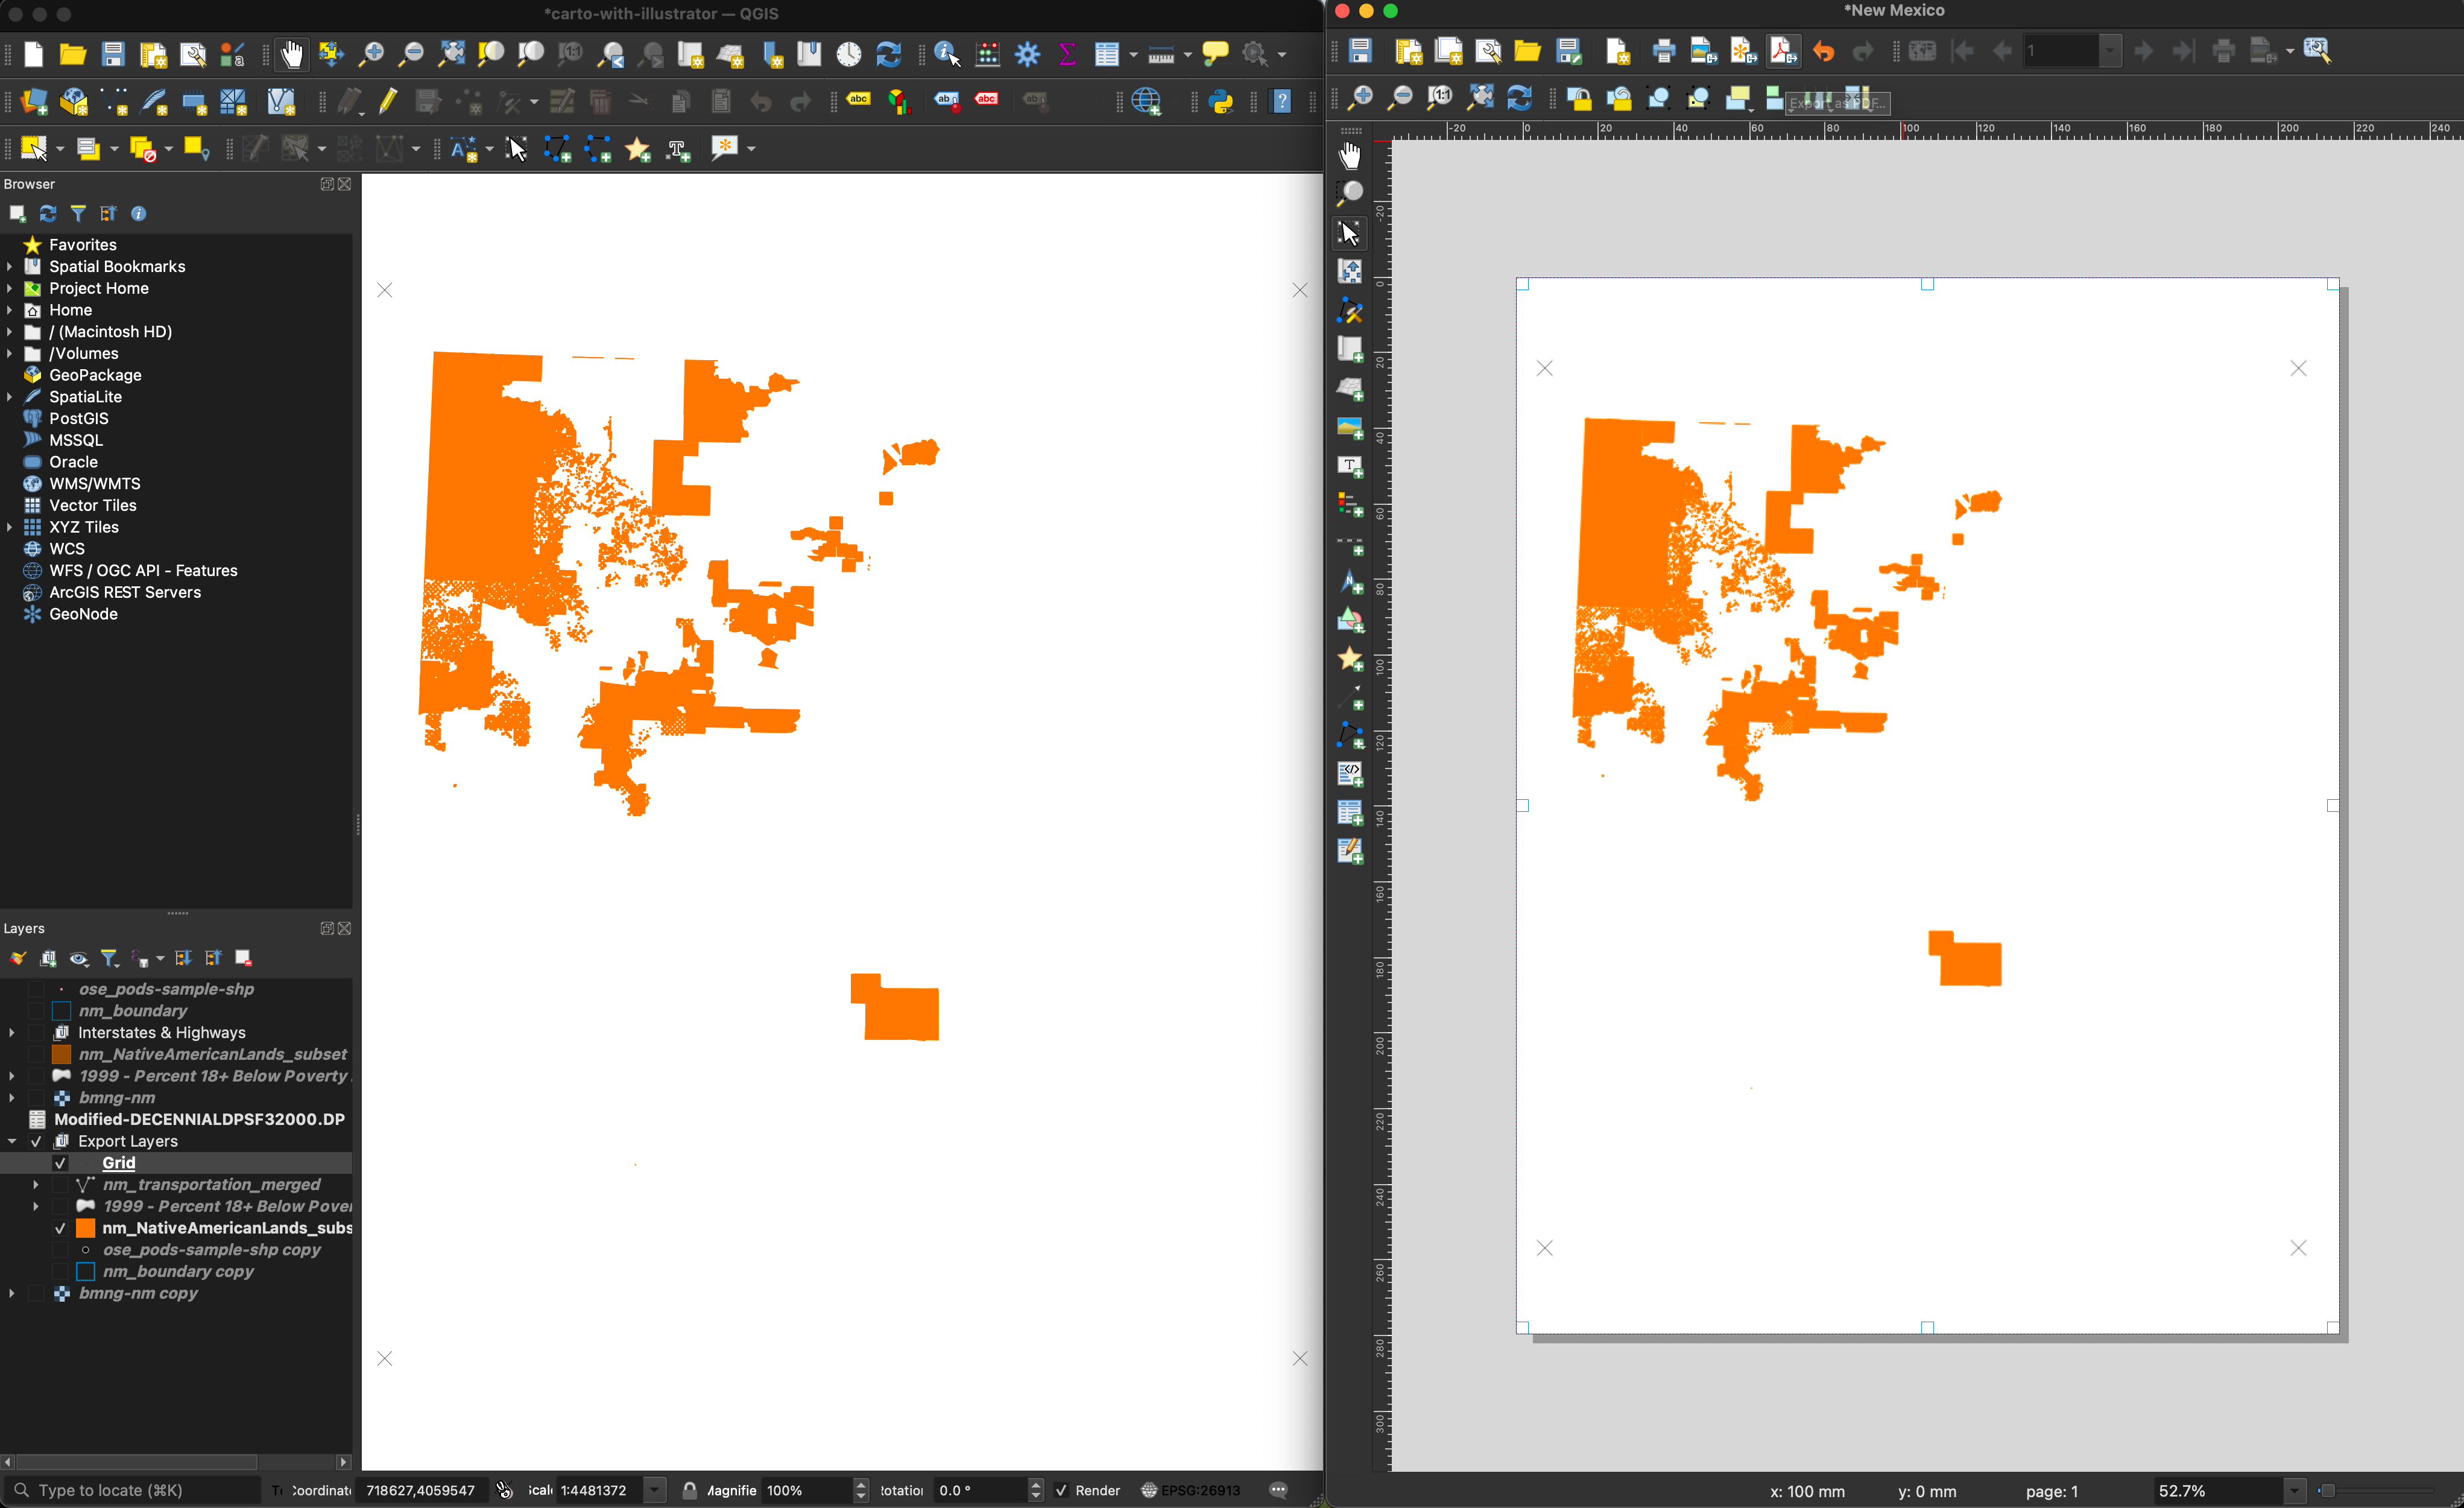 *carto-with-illustrator — QGIS
Browser
Favorites
Spatial Bookmarks
Project Home
Home
/ (Macintosh HD)
/Volumes
GeoPackage
SpatiaLite
PostGIS
MSSQL
Oracle
WMS/WMTS
Vector Tiles
XYZ Tiles
WCS
WFS / OGC API - Features
ArcGIS REST Servers
GeoNode
Layers
ose_pods-sample-shp
nm_boundary
Interstates & Highways
nm_NativeAmericanLands_subset
1999 - Percent 18+ Below Poverty
bmng-nm
Modified-DECENNIALDPSF32000.DP
Export Layers
Grid
nm_transportation_merged
1999 - Percent 18+ Below Pover
nm_NativeAmericanLands_subs
ose_pods-sample-shp copy
nm_boundary copy
bmng-nm copy
Type to locate (⌘K)
Coordinat 718627,4059547 Scale 1:4481372 Magnifie 100% Rotation 0.0 ° Render EPSG:26913
*New Mexico
1
Export as PDF...
-20 0 20 40 60 80 100 120 140 160 180 200 220 240
-20 0 20 40 60 80 100 120 140 160 180 200 220 240 260 280 300
x: 100 mm y: 0 mm page: 1 52.7%